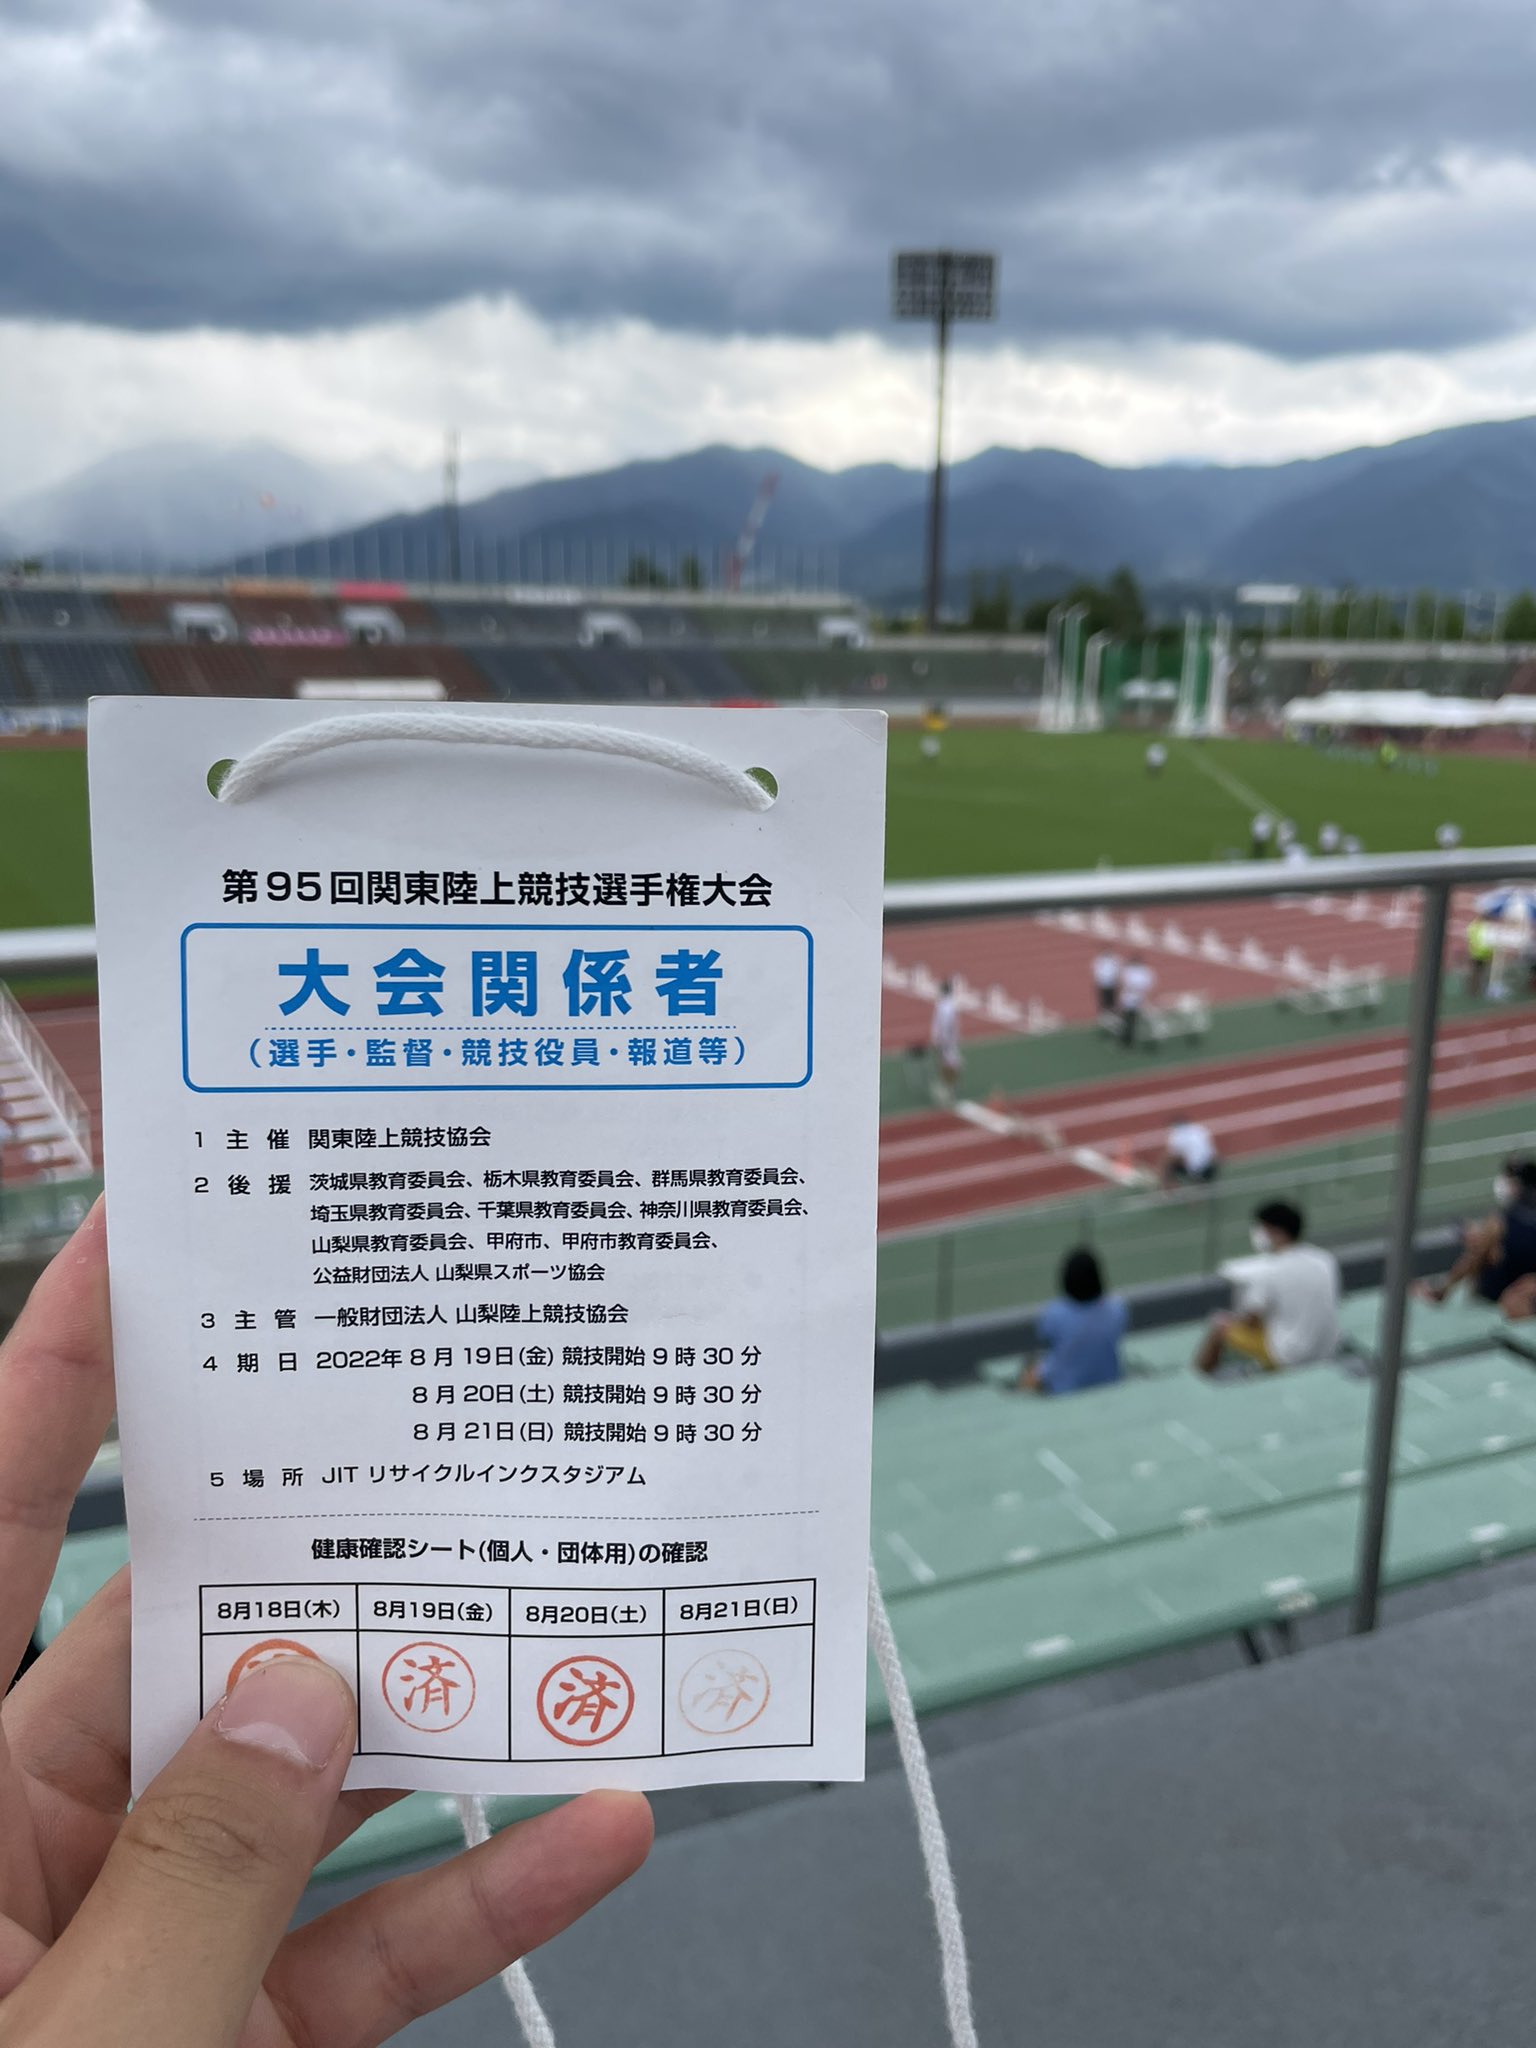 第95回関東陸上競技選手権大会
大会関係者
(選手・監督・競技役員・報道等)
1 主 催 関東陸上競技協会
2 後 援 茨城県教育委員会、栃木県教育委員会、群馬県教育委員会、
埼玉県教育委員会、千葉県教育委員会、神奈川県教育委員会、
山梨県教育委員会、甲府市、甲府市教育委員会、
公益財団法人 山梨県スポーツ協会
3 主 管 一般財団法人 山梨陸上競技協会
4 期 日 2022年 8 月 19日(金) 競技開始 9 時 30 分
8 月 20日(土) 競技開始 9 時 30 分
8 月 21日(日) 競技開始 9 時 30 分
5 場 所 JIT リサイクルインクスタジアム
健康確認シート(個人・団体用)の確認
8月18日(木) 8月19日(金) 8月20日(土) 8月21日(日)
済 済 済